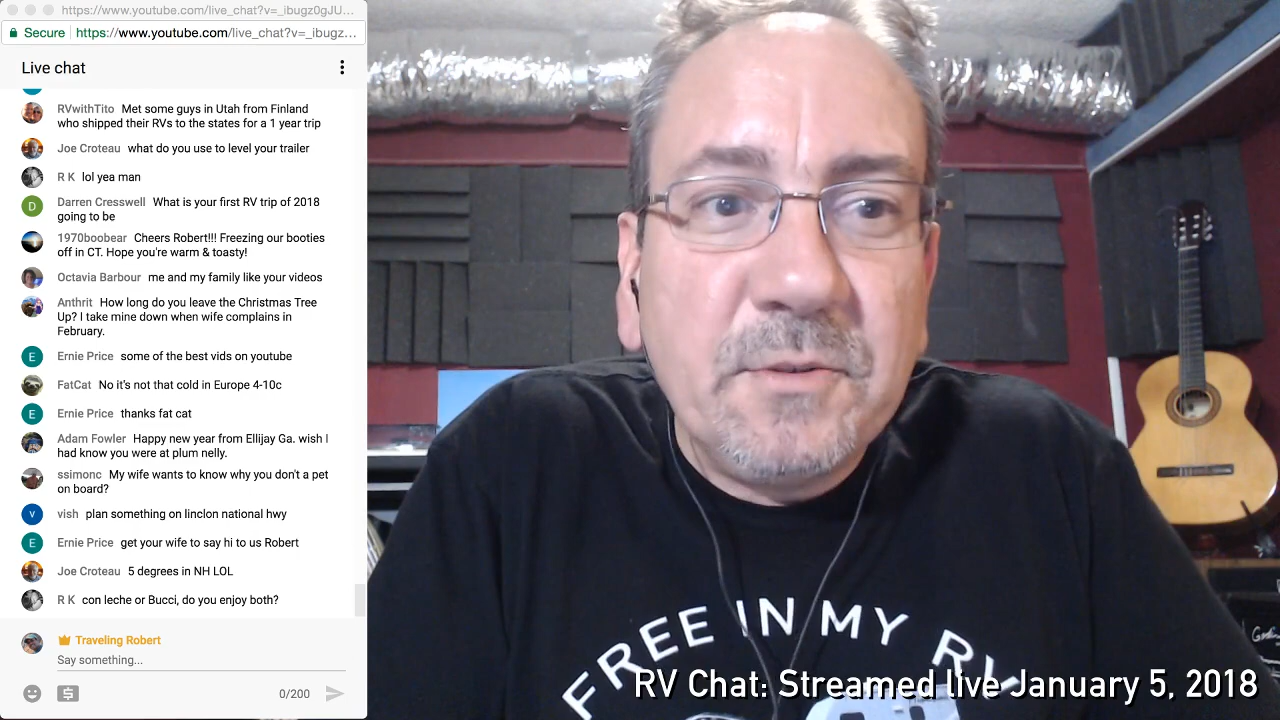 https://www.youtube.com/live_chat?v=_ibugz0gJU...
Secure https://www.youtube.com/live_chat?v=_ibugz...
Live chat
RVwithTito Met some guys in Utah from Finland
who shipped their RVs to the states for a 1 year trip
Joe Croteau what do you use to level your trailer
R K lol yea man
D Darren Cresswell What is your first RV trip of 2018
going to be
1970boobear Cheers Robert!!! Freezing our booties
off in CT. Hope you're warm & toasty!
Octavia Barbour me and my family like your videos
Anthrit How long do you leave the Christmas Tree
Up? I take mine down when wife complains in
February.
E Ernie Price some of the best vids on youtube
FatCat No it's not that cold in Europe 4-10c
E Ernie Price thanks fat cat
Adam Fowler Happy new year from Ellijay Ga. wish I
had know you were at plum nelly.
ssimonc My wife wants to know why you don't a pet
on board?
v vish plan something on linclon national hwy
E Ernie Price get your wife to say hi to us Robert
Joe Croteau 5 degrees in NH LOL
R K con leche or Bucci, do you enjoy both?
Traveling Robert
Say something...
$ 0/200
FREE IN MY RV
RV Chat: Streamed live January 5, 2018